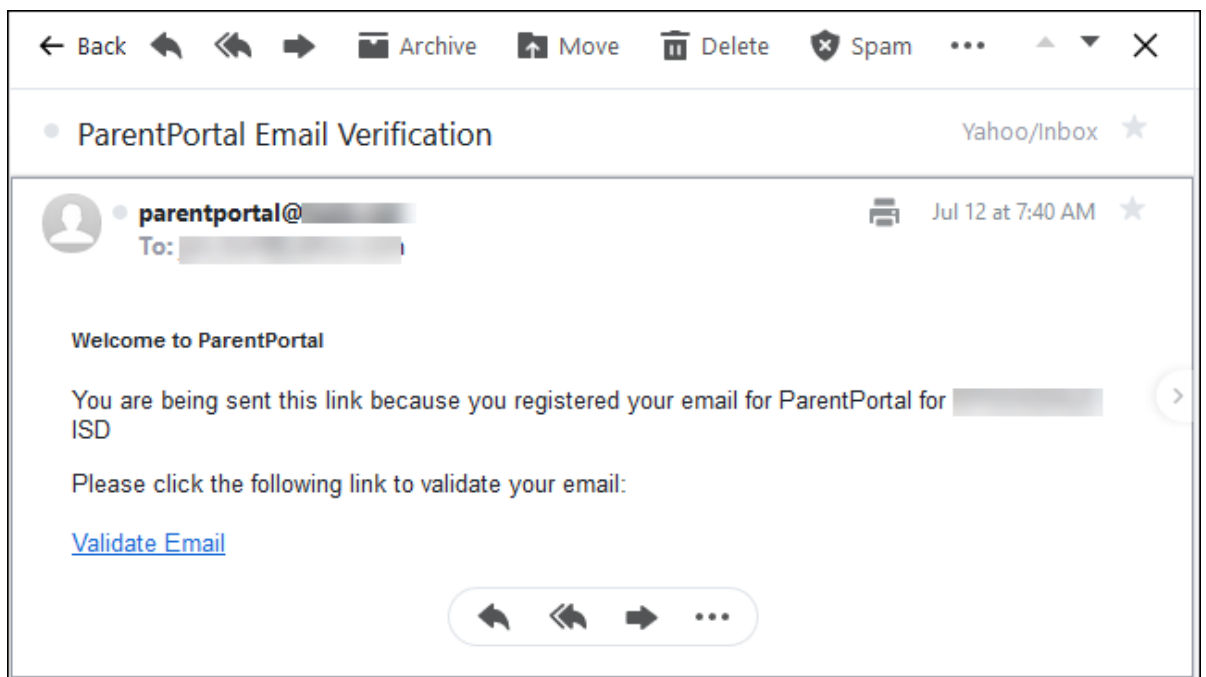 Back Archive Move Delete Spam
ParentPortal Email Verification Yahoo/Inbox
parentportal@ Jul 12 at 7:40 AM
To:
Welcome to ParentPortal
You are being sent this link because you registered your email for ParentPortal for
ISD
Please click the following link to validate your email:
Validate Email